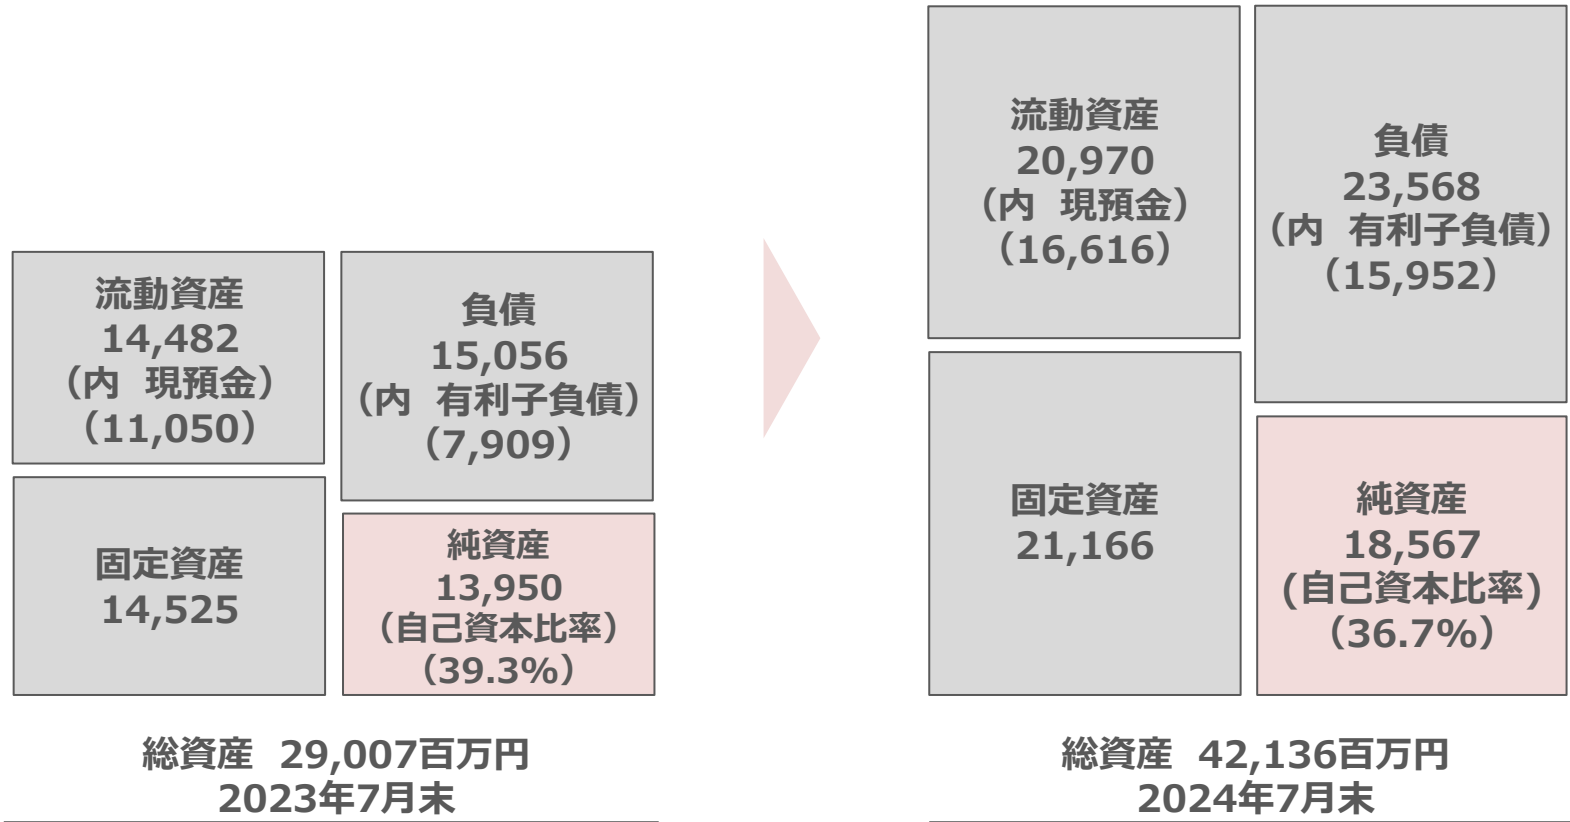 流動資産
14,482
（内 現預金）
（11,050）
固定資産
14,525
負債
15,056
（内 有利子負債）
（7,909）
純資産
13,950
（自己資本比率）
（39.3%）
総資産 29,007百万円
2023年7月末
流動資産
20,970
（内 現預金）
（16,616）
固定資産
21,166
負債
23,568
（内 有利子負債）
（15,952）
純資産
18,567
(自己資本比率)
（36.7%）
総資産 42,136百万円
2024年7月末